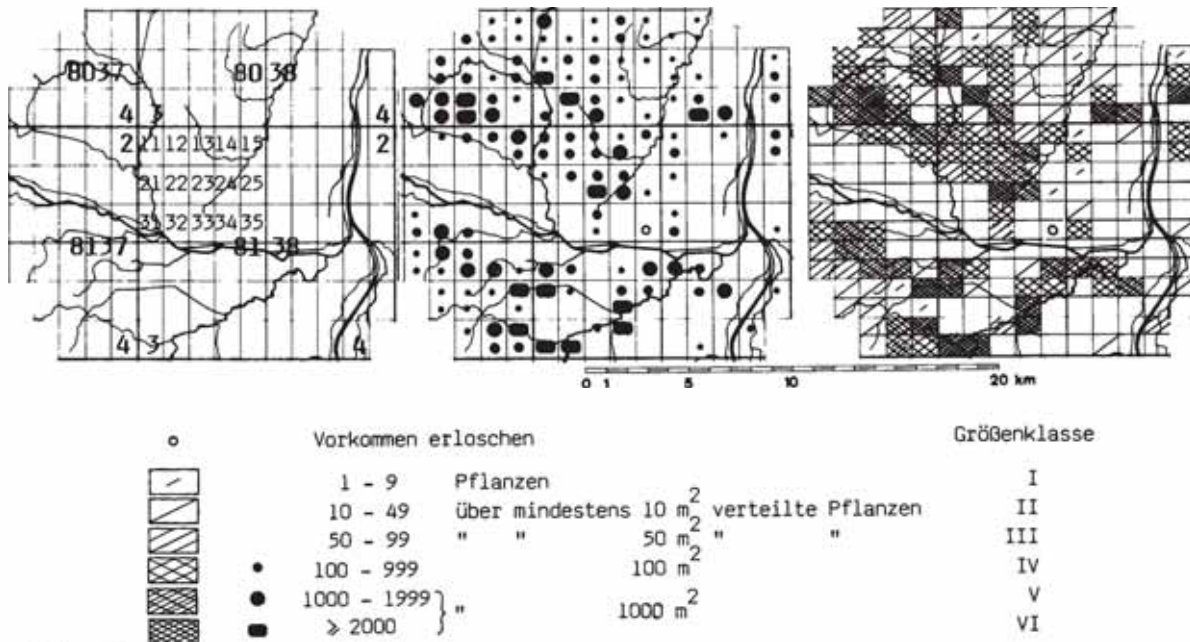 8037 8038
4 3 4
2 11 12 13 14 15 2
21 22 23 24 25
31 32 33 34 35
8137 8138
4 3 4
0 1 5 10 20 km
Vorkommen erloschen Größenklasse
1 - 9 Pflanzen I
10 - 49 über mindestens 10 m² verteilte Pflanzen II
50 - 99 " " 50 m² " " III
100 - 999 100 m² IV
1000 - 1999 " 1000 m² V
⩾ 2000 VI